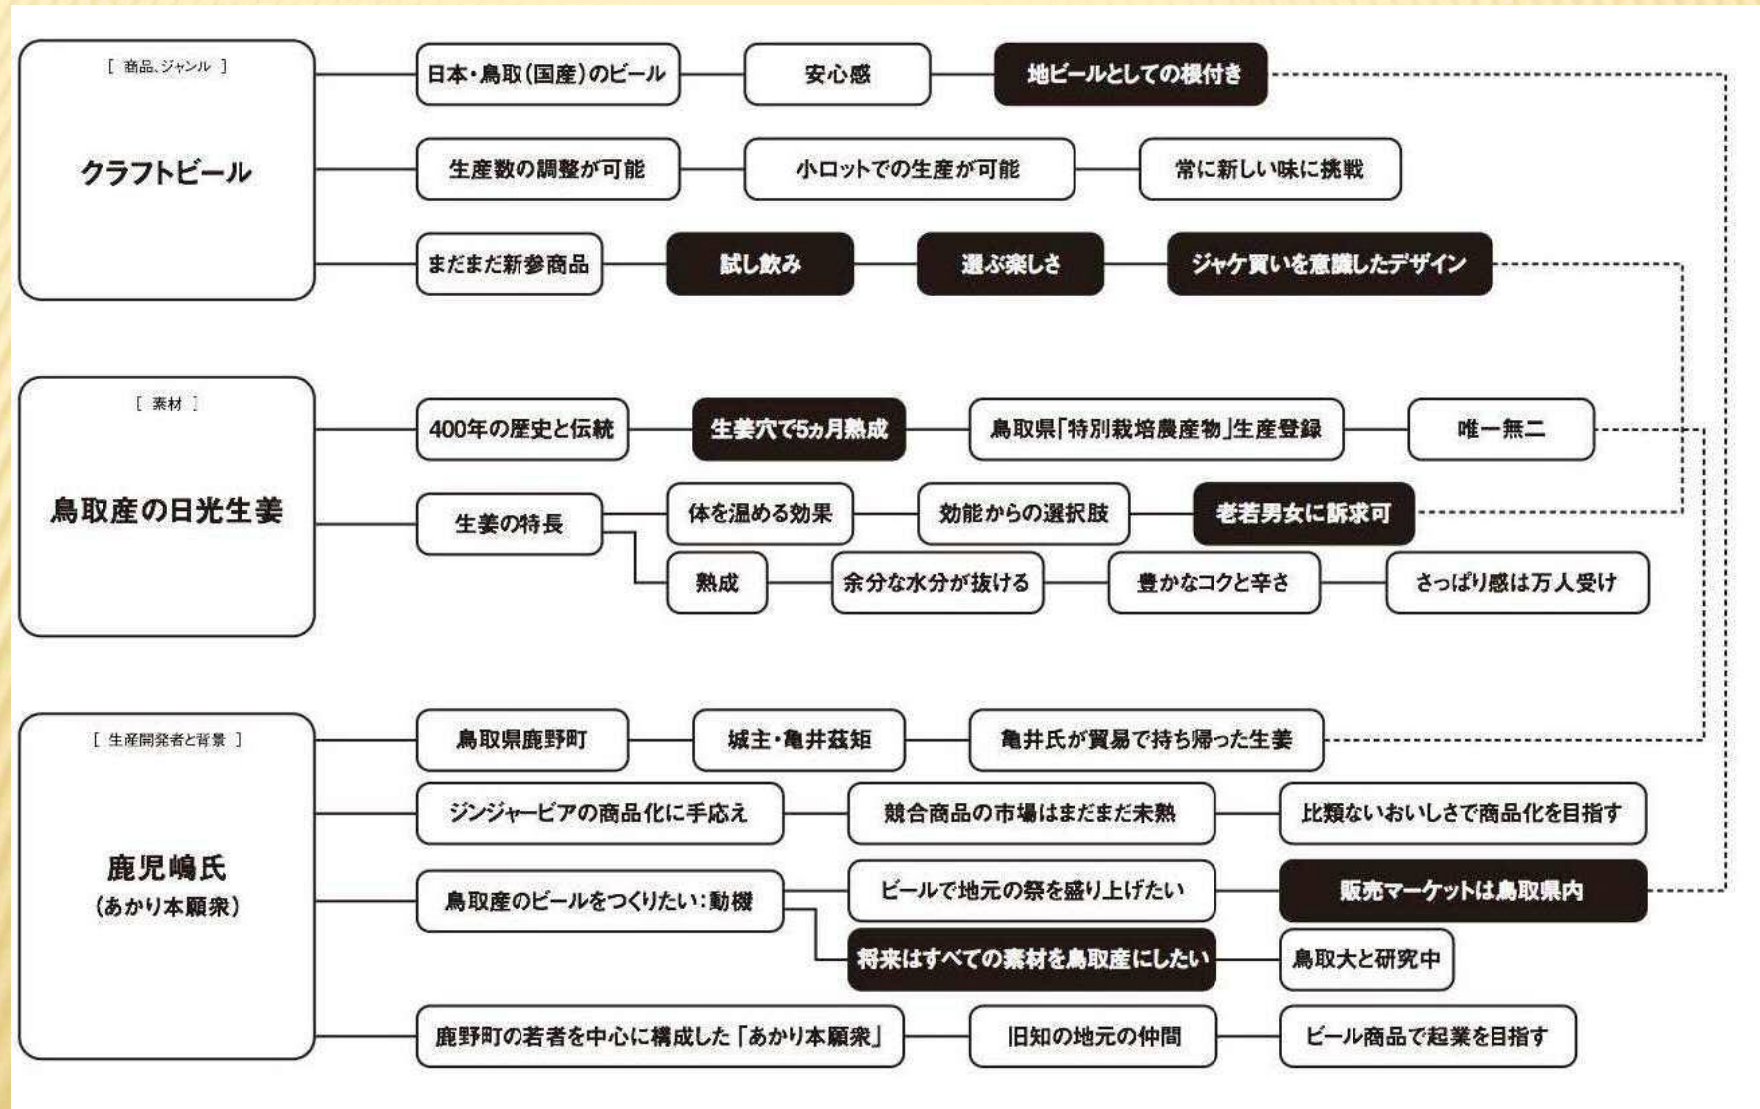 [ 商品、ジャンル ]
クラフトビール
日本・鳥取(国産)のビール
安心感
地ビールとしての根付き
生産数の調整が可能
小ロットでの生産が可能
常に新しい味に挑戦
まだまだ新参商品
試し飲み
選ぶ楽しさ
ジャケ買いを意識したデザイン
[ 素材 ]
鳥取産の日光生姜
400年の歴史と伝統
生姜穴で5ヵ月熟成
鳥取県「特別栽培農産物」生産登録
唯一無二
生姜の特長
体を温める効果
効能からの選択肢
老若男女に訴求可
熟成
余分な水分が抜ける
豊かなコクと辛さ
さっぱり感は万人受け
[ 生産開発者と背景 ]
鹿児嶋氏
(あかり本願衆)
鳥取県鹿野町
城主・亀井茲矩
亀井氏が貿易で持ち帰った生姜
ジンジャービアの商品化に手応え
競合商品の市場はまだまだ未熟
比類ないおいしさで商品化を目指す
鳥取産のビールをつくりたい:動機
ビールで地元の祭を盛り上げたい
販売マーケットは鳥取県内
将来はすべての素材を鳥取産にしたい
鳥取大と研究中
鹿野町の若者を中心に構成した「あかり本願衆」
旧知の地元の仲間
ビール商品で起業を目指す